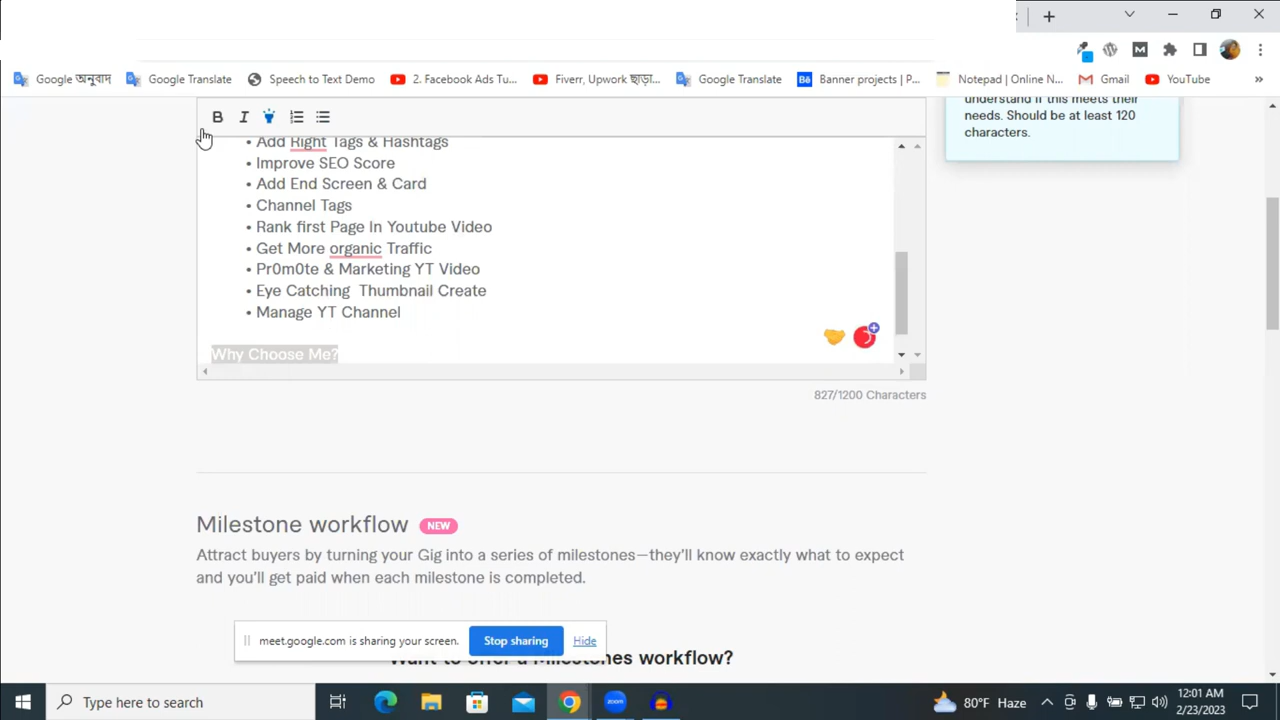 Google অনুবাদ
Google Translate
Speech to Text Demo
2. Facebook Ads Tu...
Fiverr, Upwork ছাড়া...
Google Translate
Bē Banner projects | P...
Notepad | Online N...
Gmail
YouTube
»
B I
understand if this meets their
needs. Should be at least 120
characters.
• Add Right Tags & Hashtags
• Improve SEO Score
• Add End Screen & Card
• Channel Tags
• Rank first Page In Youtube Video
• Get More organic Traffic
• Pr0m0te & Marketing YT Video
• Eye Catching Thumbnail Create
• Manage YT Channel
Why Choose Me?
827/1200 Characters
Milestone workflow NEW
Attract buyers by turning your Gig into a series of milestones—they'll know exactly what to expect
and you'll get paid when each milestone is completed.
meet.google.com is sharing your screen. Stop sharing Hide
Want to offer a Milestones workflow?
Type here to search
zoom
80°F Haze
12:01 AM
2/23/2023